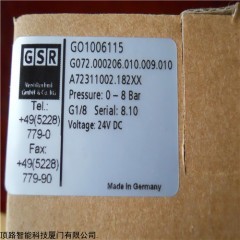 GSR
Ventiltechnik
GmbH & Co. KG
Tel.:
+49(5228)
779-0
Fax:
+49(5228)
779-90
GO1006115
G072.000206.010.009.010
A72311002.182XX
Pressure: 0 – 8 Bar
G1/8 Serial: 8.10
Voltage: 24V DC
Made in Germany
顶路智能科技厦门有限公司